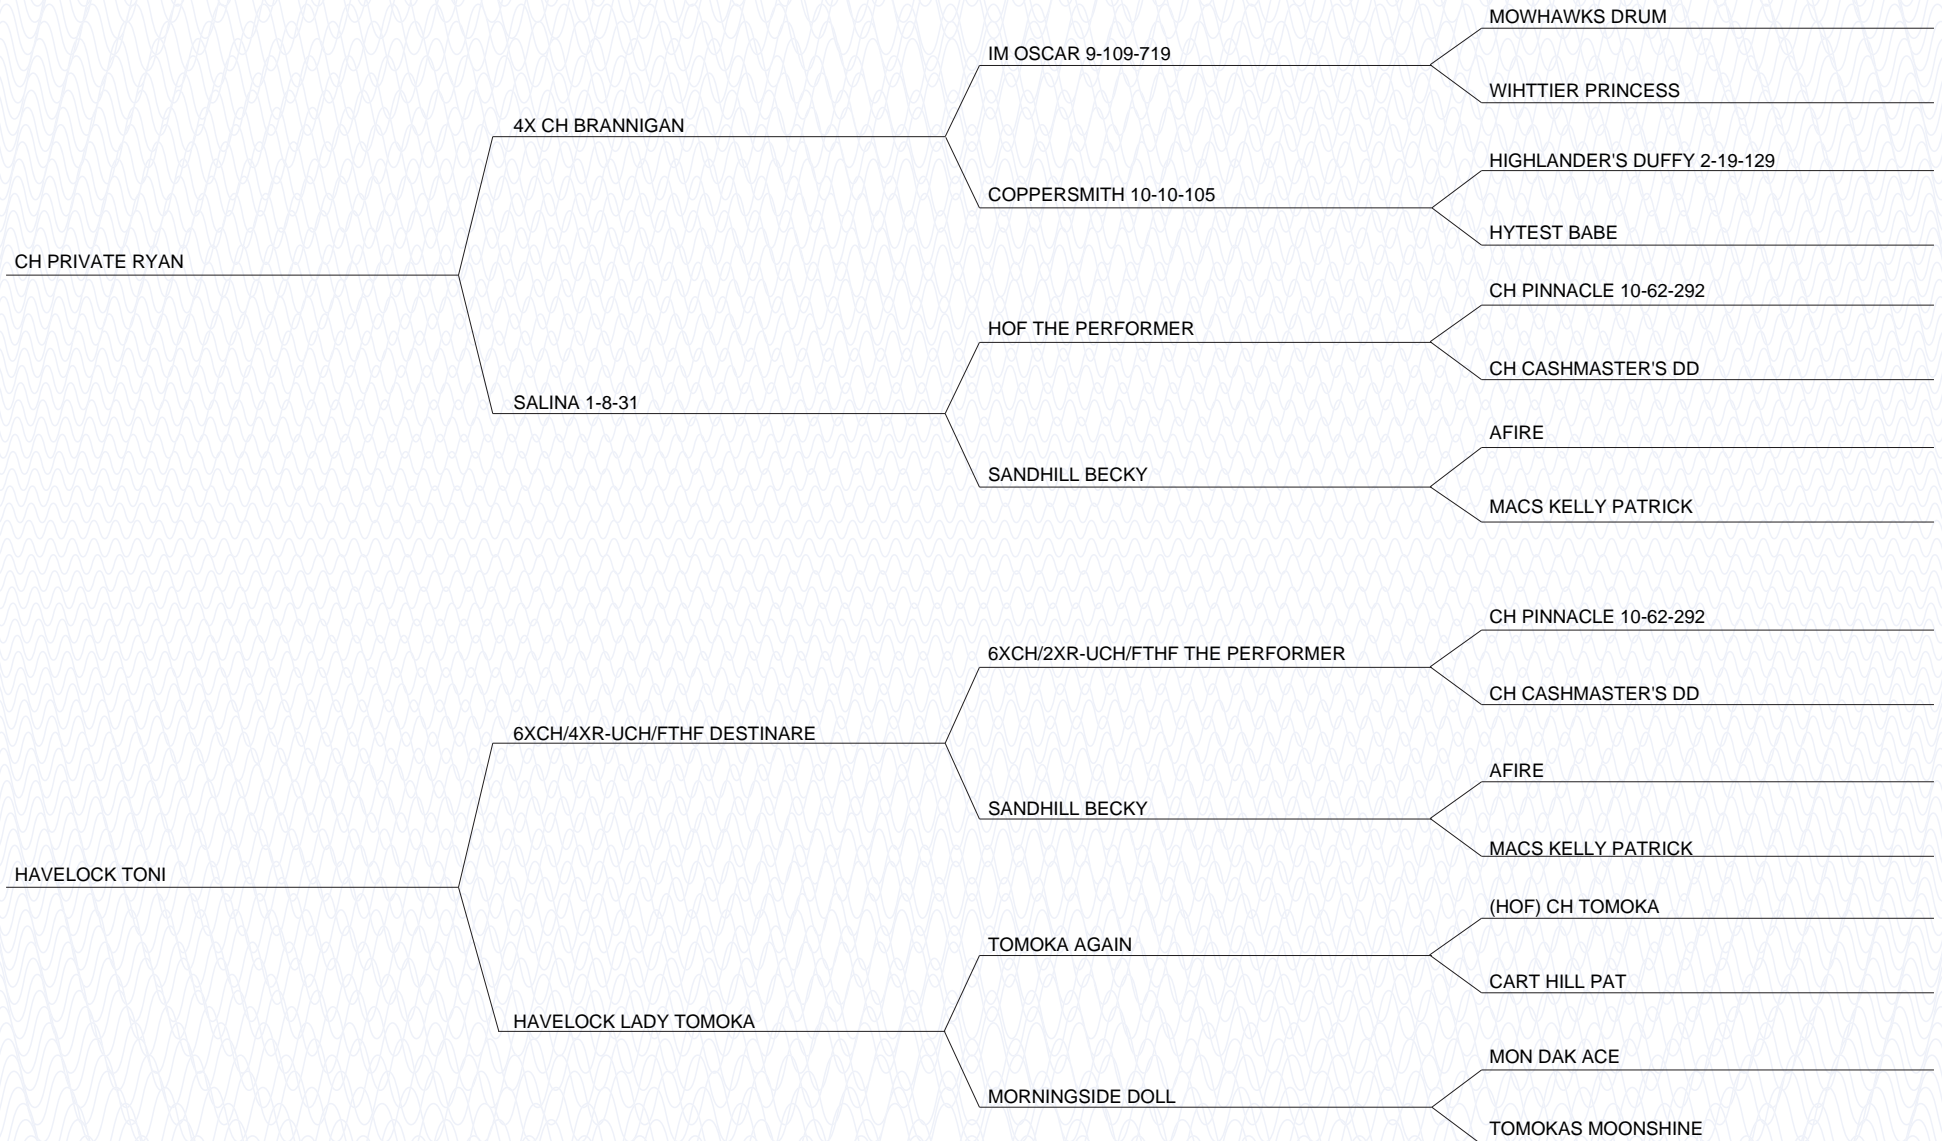 MOWHAWKS DRUM
IM OSCAR 9-109-719
WIHTTIER PRINCESS
4X CH BRANNIGAN
HIGHLANDER'S DUFFY 2-19-129
COPPERSMITH 10-10-105
HYTEST BABE
CH PRIVATE RYAN
CH PINNACLE 10-62-292
HOF THE PERFORMER
CH CASHMASTER'S DD
SALINA 1-8-31
AFIRE
SANDHILL BECKY
MACS KELLY PATRICK
CH PINNACLE 10-62-292
6XCH/2XR-UCH/FTHF THE PERFORMER
CH CASHMASTER'S DD
6XCH/4XR-UCH/FTHF DESTINARE
AFIRE
SANDHILL BECKY
MACS KELLY PATRICK
HAVELOCK TONI
(HOF) CH TOMOKA
TOMOKA AGAIN
CART HILL PAT
HAVELOCK LADY TOMOKA
MON DAK ACE
MORNINGSIDE DOLL
TOMOKAS MOONSHINE